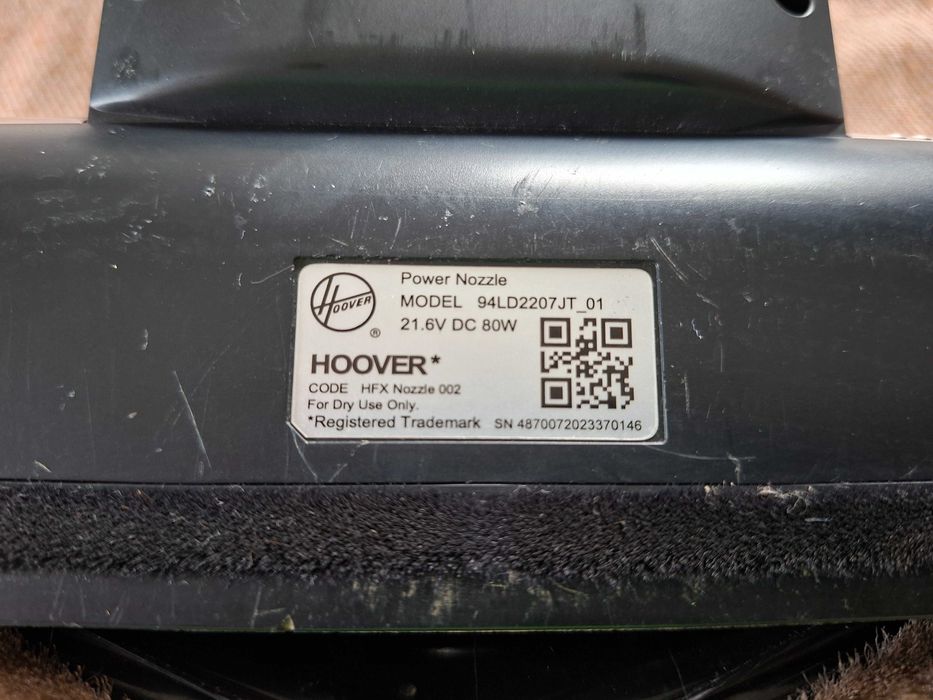 HOOVER
®
Power Nozzle
MODEL 94LD2207JT_01
21.6V DC 80W
HOOVER*
CODE HFX Nozzle 002
For Dry Use Only.
*Registered Trademark SN 4870072023370146